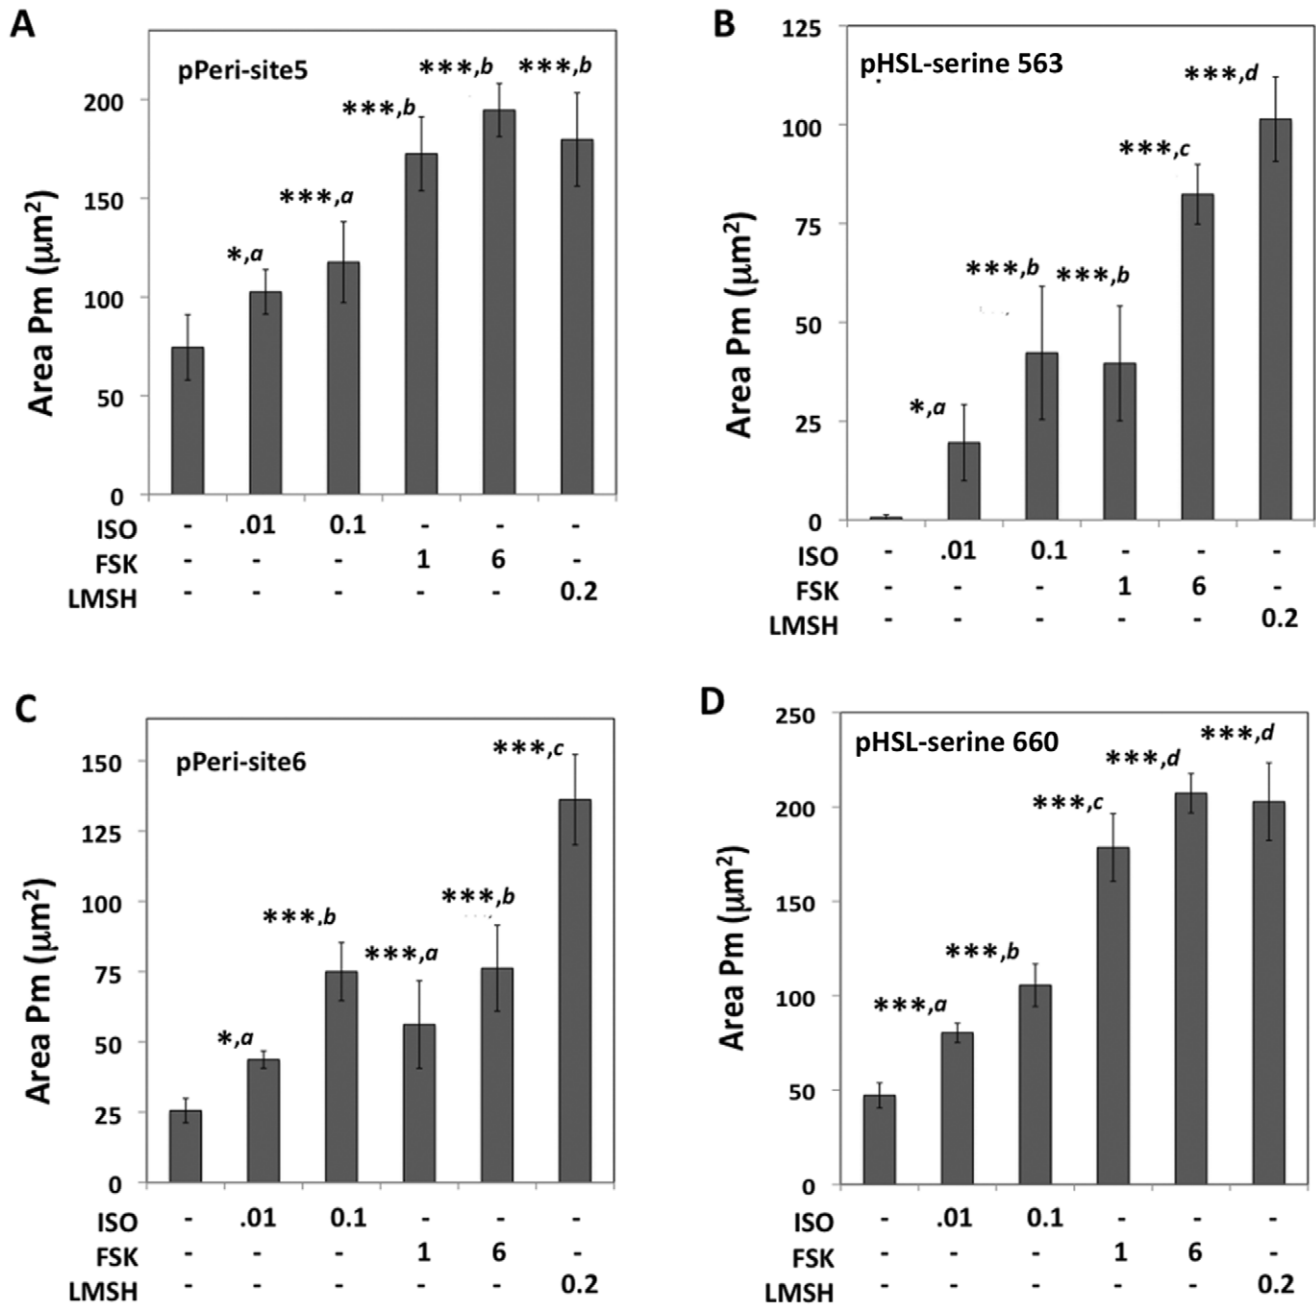 A
pPeri-site5
Area Pm (μm²)
200
150
100
50
0
*,a
***,a
***,b
***,b
***,b
ISO - .01 0.1 - - -
FSK - - - 1 6 -
LMSH - - - - - 0.2
B
pHSL-serine 563
Area Pm (μm²)
125
100
75
50
25
0
*,a
***,b
***,b
***,c
***,d
ISO - .01 0.1 - - -
FSK - - - 1 6 -
LMSH - - - - - 0.2
C
pPeri-site6
Area Pm (μm²)
150
125
100
75
50
25
0
*,a
***,b
***,a
***,b
***,c
ISO - .01 0.1 - - -
FSK - - - 1 6 -
LMSH - - - - - 0.2
D
pHSL-serine 660
Area Pm (μm²)
250
200
150
100
50
0
***,a
***,b
***,c
***,d
***,d
ISO - .01 0.1 - - -
FSK - - - 1 6 -
LMSH - - - - - 0.2